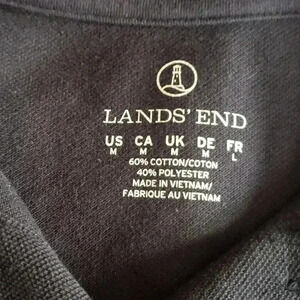 LANDS' END
US CA UK DE FR
M M M M L
60% COTTON/COTON
40% POLYESTER
MADE IN VIETNAM/
FABRIQUE AU VIETNAM